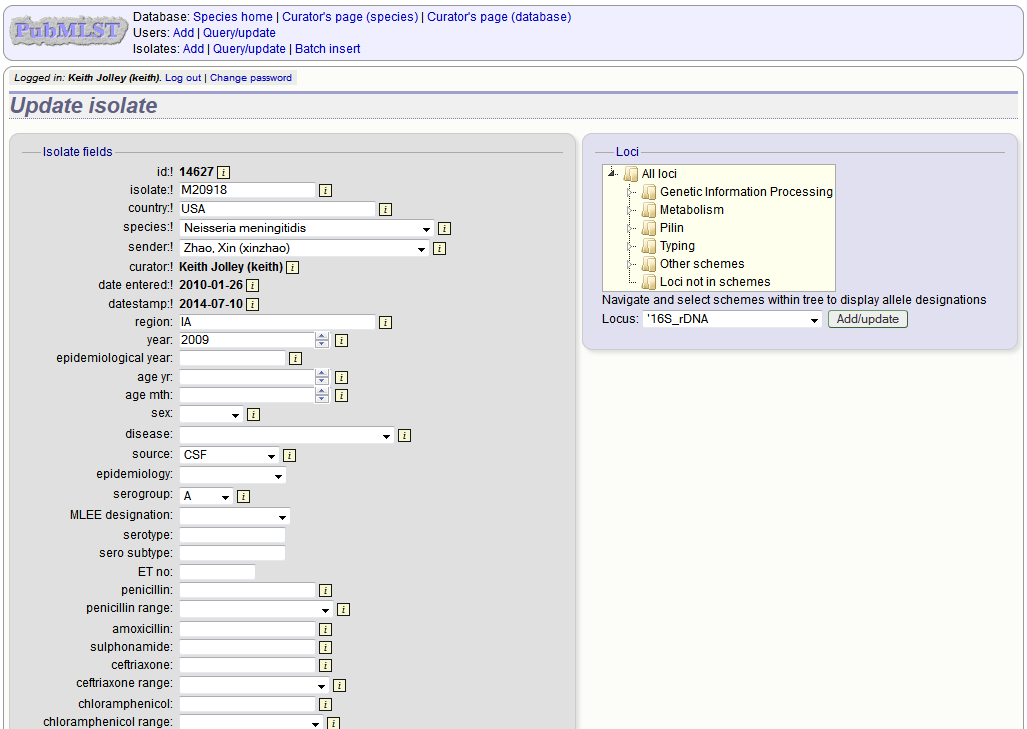 PubMLST
Database: Species home | Curator's page (species) | Curator's page (database)
Users: Add | Query/update
Isolates: Add | Query/update | Batch insert
Logged in: Keith Jolley (keith). Log out | Change password
Update isolate
Isolate fields
id:! 14627 i
isolate:! M20918 i
country:! USA i
species:! Neisseria meningitidis i
sender:! Zhao, Xin (xinzhao) i
curator:! Keith Jolley (keith) i
date entered:! 2010-01-26 i
datestamp:! 2014-07-10 i
region: IA i
year: 2009 i
epidemiological year: i
age yr: i
age mth: i
sex: i
disease: i
source: CSF i
epidemiology:
serogroup: A i
MLEE designation:
serotype:
sero subtype:
ET no:
penicillin: i
penicillin range: i
amoxicillin: i
sulphonamide: i
ceftriaxone: i
ceftriaxone range: i
chloramphenicol: i
chloramphenicol range: i
Loci
All loci
Genetic Information Processing
Metabolism
Pilin
Typing
Other schemes
Loci not in schemes
Navigate and select schemes within tree to display allele designations
Locus: '16S_rDNA Add/update